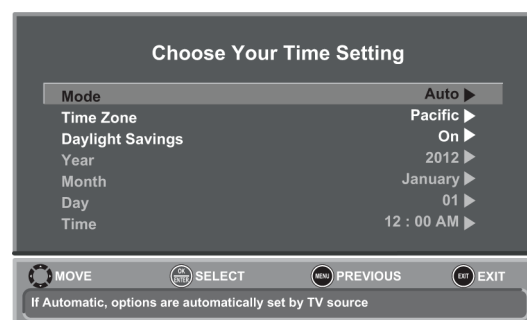 Choose Your Time Setting
Mode Auto
Time Zone Pacific
Daylight Savings On
Year 2012
Month January
Day 01
Time 12 : 00 AM
MOVE OK ENTER SELECT MENU PREVIOUS EXIT EXIT
If Automatic, options are automatically set by TV source